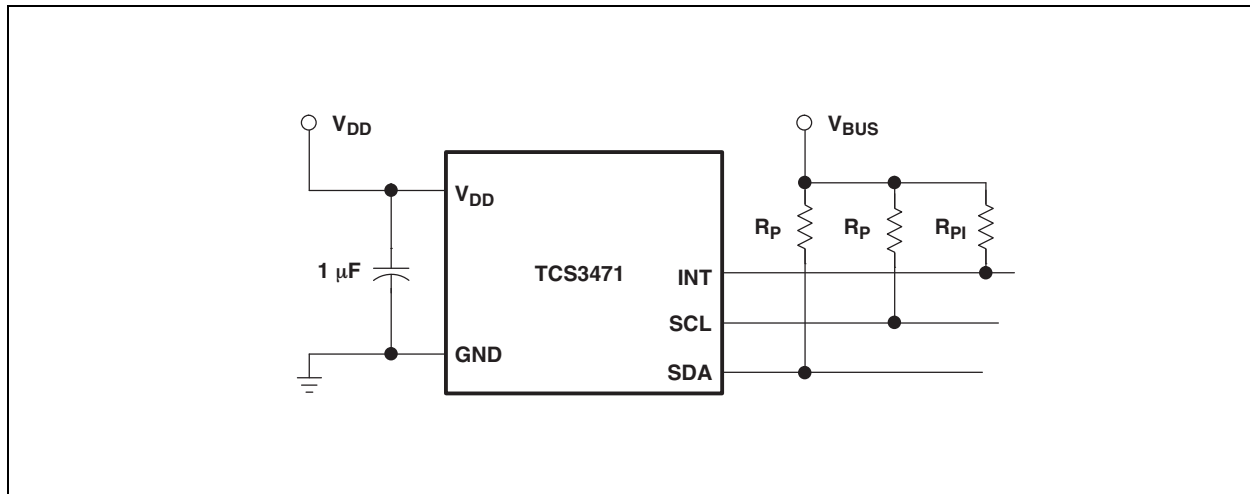 V_DD
V_BUS
V_DD
R_P
R_P
R_PI
1 μF
TCS3471
INT
SCL
GND
SDA